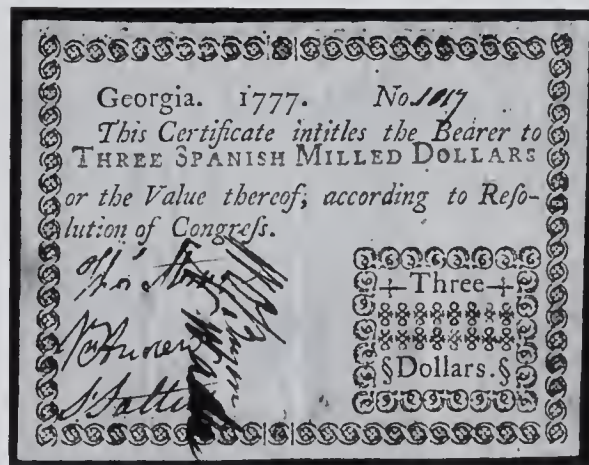 Georgia. 1777. No. 1017
This Certificate intitles the Bearer to
THREE SPANISH MILLED DOLLARS
or the Value thereof; according to Reſo-
lution of Congreſs.
+Three+
§Dollars.§